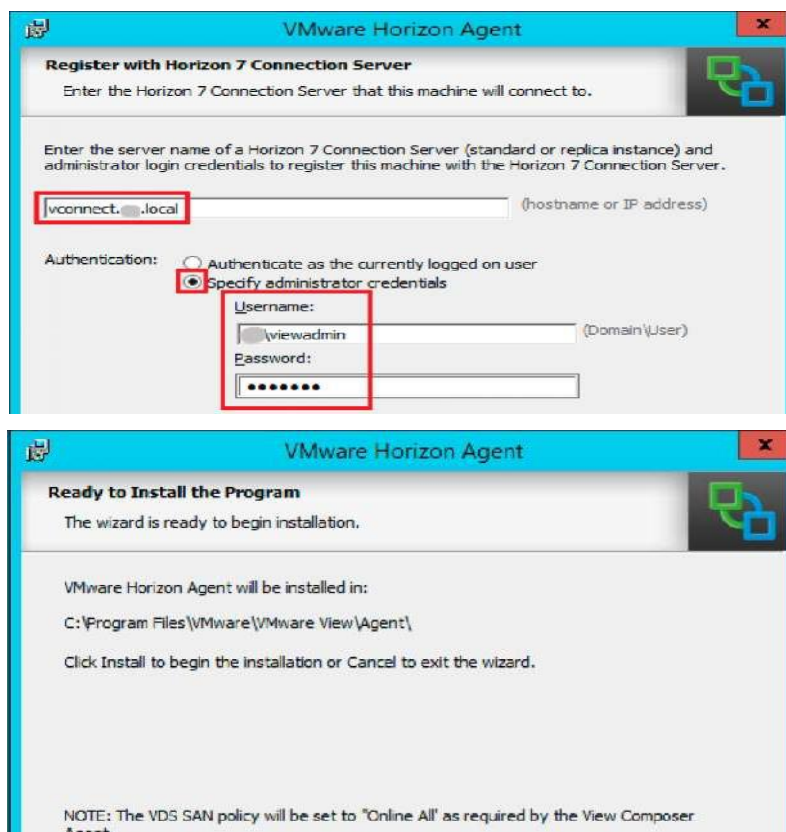 VMware Horizon Agent
x
Register with Horizon 7 Connection Server
Enter the Horizon 7 Connection Server that this machine will connect to.
Enter the server name of a Horizon 7 Connection Server (standard or replica instance) and
administrator login credentials to register this machine with the Horizon 7 Connection Server.
vconnect. .local (hostname or IP address)
Authentication: Authenticate as the currently logged on user
Specify administrator credentials
Username:
\viewadmin (Domain\User)
Password:
•••••••
VMware Horizon Agent
x
Ready to Install the Program
The wizard is ready to begin installation.
VMware Horizon Agent will be installed in:
C:\Program Files\VMware\VMware View\Agent\
Click Install to begin the installation or Cancel to exit the wizard.
NOTE: The VDS SAN policy will be set to "Online All' as required by the View Composer